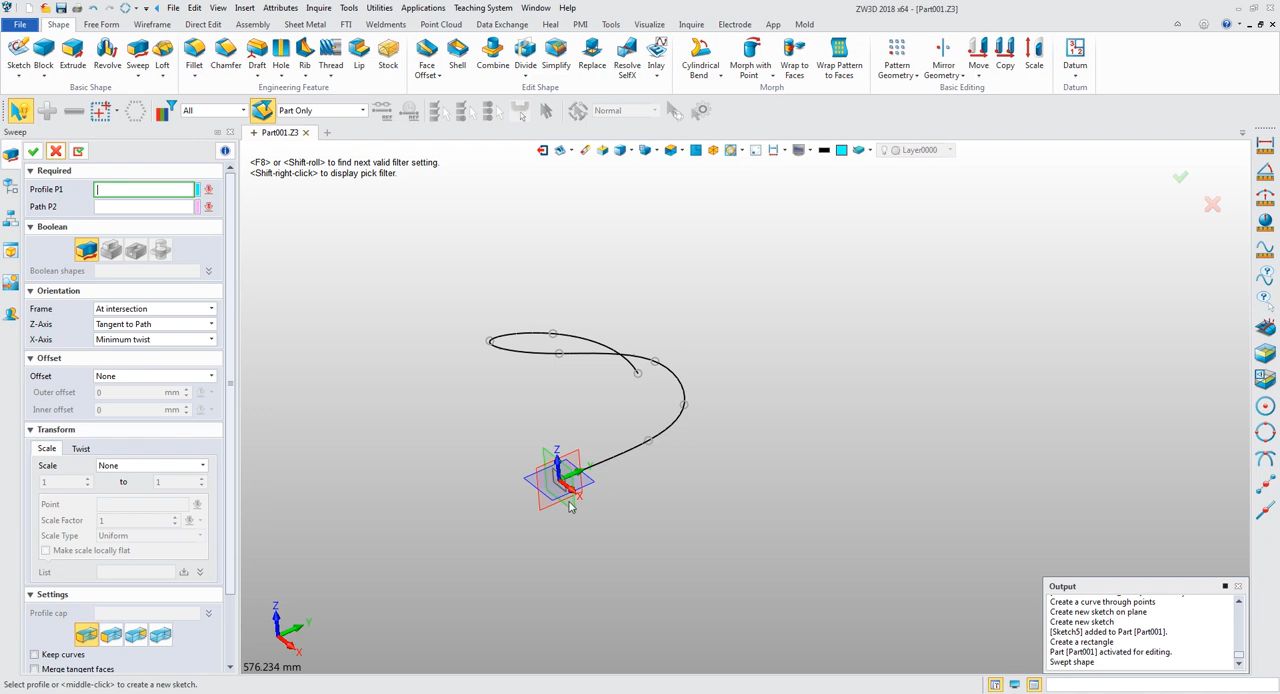 File Edit View Insert Attributes Inquire Tools Utilities Applications Teaching System Window Help
ZW3D 2018 x64 - [Part001.Z3]
File Shape Free Form Wireframe Direct Edit Assembly Sheet Metal FTI Weldments Point Cloud Data Exchange Heal PMI Tools Visualize Inquire Electrode App Mold
Sketch Block Extrude Revolve Sweep Loft Fillet Chamfer Draft Hole Rib Thread Lip Stock Face Offset Shell Combine Divide Simplify Replace Resolve SelfX Inlay Cylindrical Bend Morph with Point Wrap to Faces Wrap Pattern to Faces Pattern Geometry Mirror Geometry Move Copy Scale Datum
Basic Shape Engineering Feature Edit Shape Morph Basic Editing Datum
All Part Only Normal
Sweep Part001.Z3
<F8> or <Shift-roll> to find next valid filter setting.
<Shift-right-click> to display pick filter.
Layer0000
Required
Profile P1
Path P2
Boolean
Boolean shapes
Orientation
Frame At intersection
Z-Axis Tangent to Path
X-Axis Minimum twist
Offset
Offset None
Outer offset 0 mm
Inner offset 0 mm
Transform
Scale Twist
Scale None
1 to 1
Point
Scale Factor 1
Scale Type Uniform
Make scale locally flat
List
Settings
Profile cap
Keep curves
Merge tangent faces
Z
Y
X
Z
Y
X
576.234 mm
Output
Create a curve through points
Create new sketch on plane
Create new sketch
[Sketch5] added to Part [Part001].
Create a rectangle
Part [Part001] activated for editing.
Swept shape
Select profile or <middle-click> to create a new sketch.